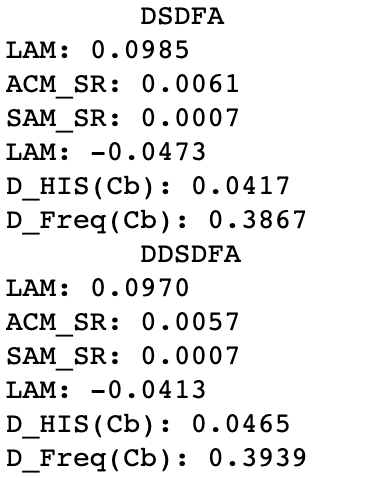 DSDFA
LAM: 0.0985
ACM_SR: 0.0061
SAM_SR: 0.0007
LAM: -0.0473
D_HIS(Cb): 0.0417
D_Freq(Cb): 0.3867
DDSDFA
LAM: 0.0970
ACM_SR: 0.0057
SAM_SR: 0.0007
LAM: -0.0413
D_HIS(Cb): 0.0465
D_Freq(Cb): 0.3939